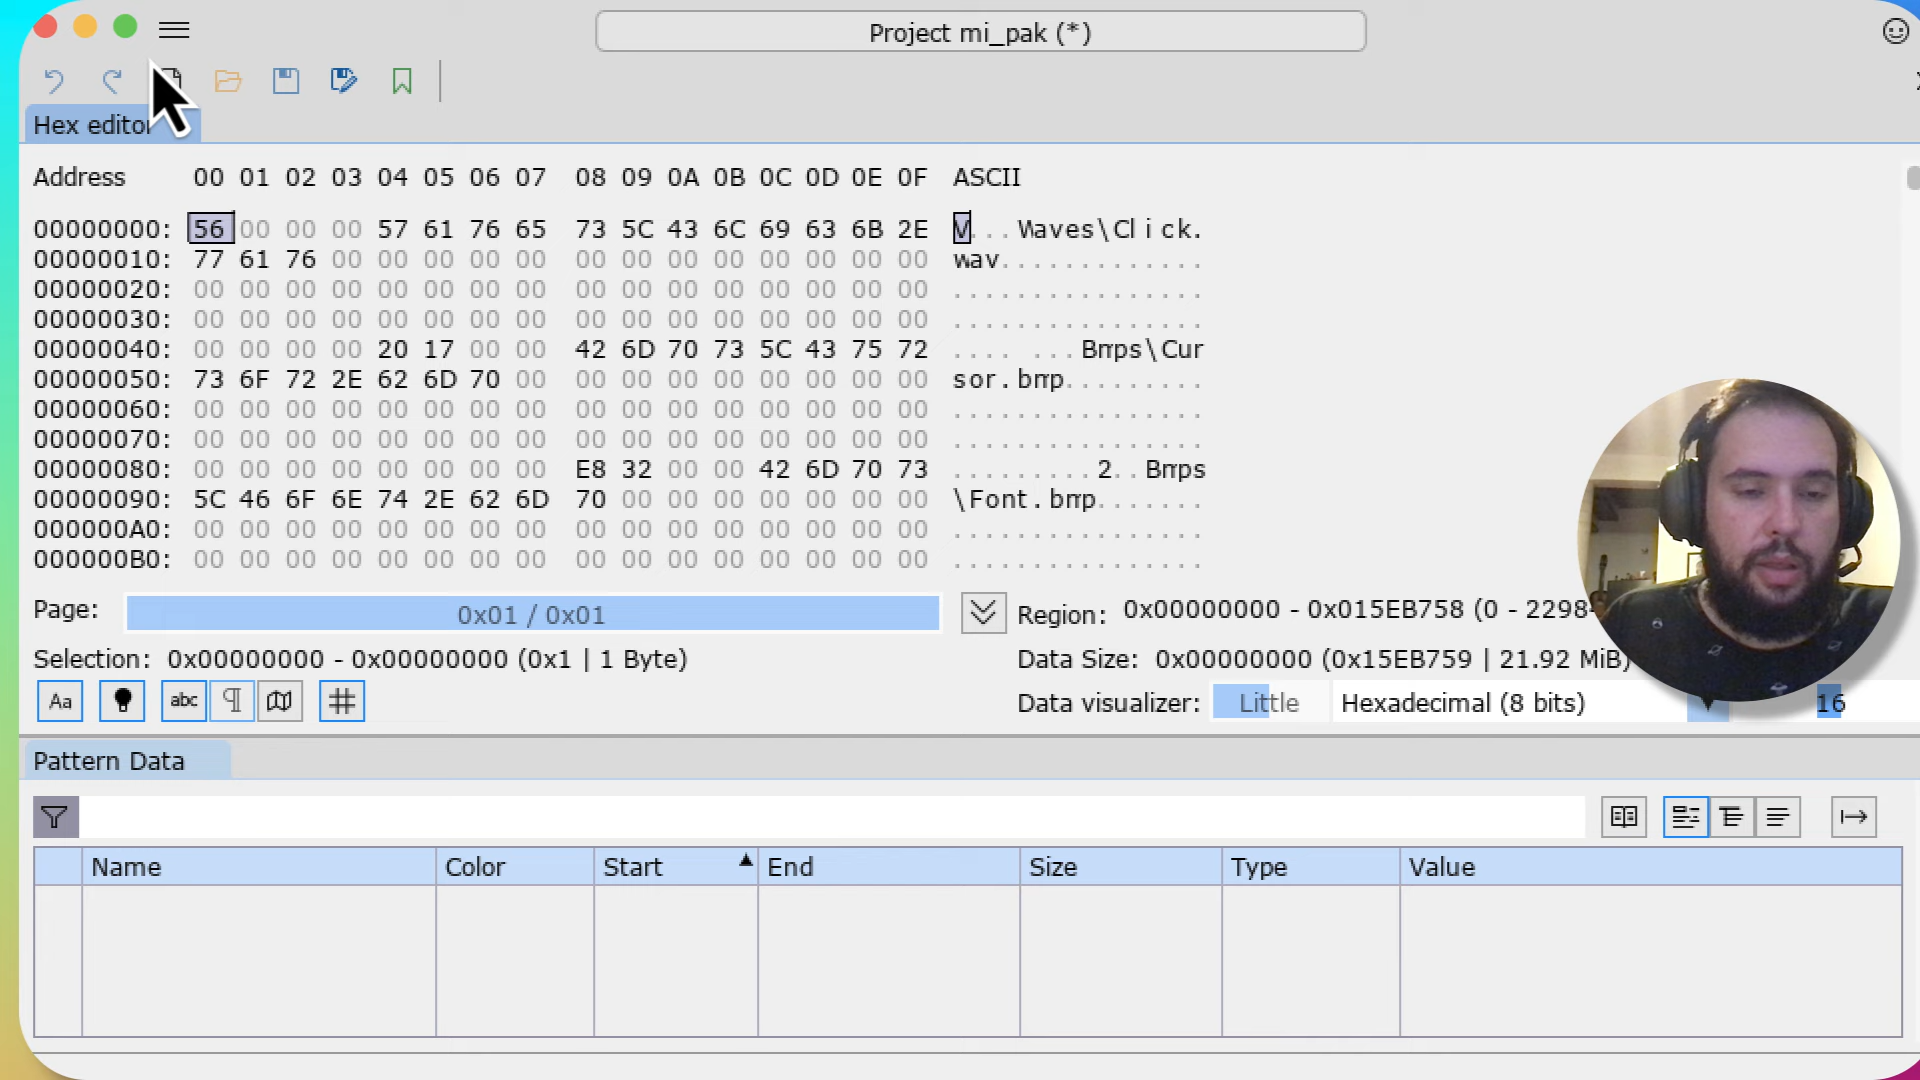 Project mi_pak (*)
Hex editor
Address 00 01 02 03 04 05 06 07 08 09 0A 0B 0C 0D 0E 0F ASCII
00000000: 56 00 00 00 57 61 76 65 73 5C 43 6C 69 63 6B 2E V...Waves\Click.
00000010: 77 61 76 00 00 00 00 00 00 00 00 00 00 00 00 00 wav.............
00000020: 00 00 00 00 00 00 00 00 00 00 00 00 00 00 00 00 ................
00000030: 00 00 00 00 00 00 00 00 00 00 00 00 00 00 00 00 ................
00000040: 00 00 00 00 20 17 00 00 42 6D 70 73 5C 43 75 72 .... ...Bmps\Cur
00000050: 73 6F 72 2E 62 6D 70 00 00 00 00 00 00 00 00 00 sor.bmp.........
00000060: 00 00 00 00 00 00 00 00 00 00 00 00 00 00 00 00 ................
00000070: 00 00 00 00 00 00 00 00 00 00 00 00 00 00 00 00 ................
00000080: 00 00 00 00 00 00 00 00 E8 32 00 00 42 6D 70 73 .........2..Bmps
00000090: 5C 46 6F 6E 74 2E 62 6D 70 00 00 00 00 00 00 00 \Font.bmp.......
000000A0: 00 00 00 00 00 00 00 00 00 00 00 00 00 00 00 00 ................
000000B0: 00 00 00 00 00 00 00 00 00 00 00 00 00 00 00 00 ................
Page: 0x01 / 0x01 Region: 0x00000000 - 0x015EB758 (0 - 2298
Selection: 0x00000000 - 0x00000000 (0x1 | 1 Byte) Data Size: 0x00000000 (0x15EB759 | 21.92 MiB)
Aa abc Data visualizer: Little Hexadecimal (8 bits) 16
Pattern Data
Name Color Start End Size Type Value